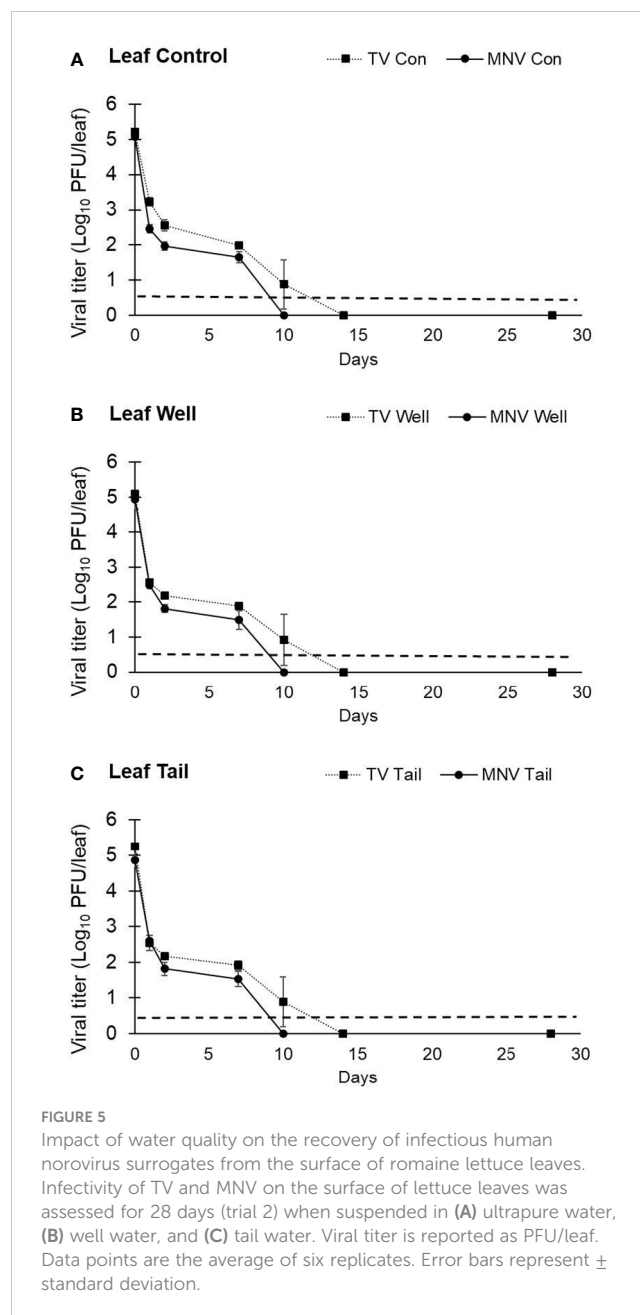 A Leaf Control
TV Con MNV Con
Viral titer (Log10 PFU/leaf)
6
5
4
3
2
1
0
0 5 10 15 20 25 30
Days
B Leaf Well
TV Well MNV Well
Viral titer (Log10 PFU/leaf)
6
5
4
3
2
1
0
0 5 10 15 20 25 30
Days
C Leaf Tail
TV Tail MNV Tail
Viral titer (Log10 PFU/leaf)
6
5
4
3
2
1
0
0 5 10 15 20 25 30
Days
FIGURE 5
Impact of water quality on the recovery of infectious human
norovirus surrogates from the surface of romaine lettuce leaves.
Infectivity of TV and MNV on the surface of lettuce leaves was
assessed for 28 days (trial 2) when suspended in (A) ultrapure water,
(B) well water, and (C) tail water. Viral titer is reported as PFU/leaf.
Data points are the average of six replicates. Error bars represent ±
standard deviation.